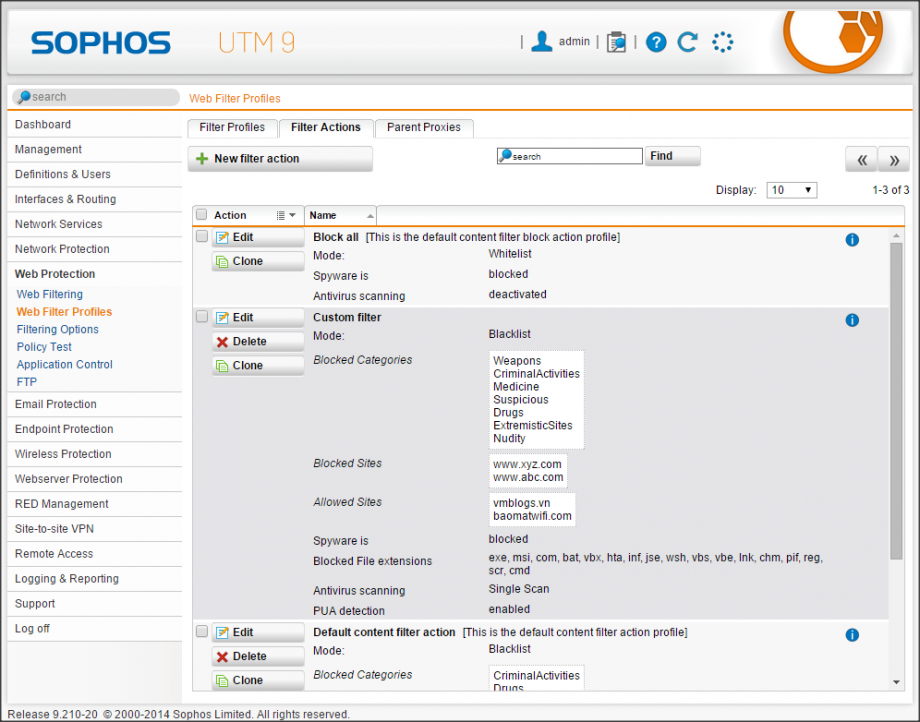 SOPHOS UTM 9 | admin | | ?
search
Web Filter Profiles
Dashboard
Management
Definitions & Users
Interfaces & Routing
Network Services
Network Protection
Web Protection
Web Filtering
Web Filter Profiles
Filtering Options
Policy Test
Application Control
FTP
Email Protection
Endpoint Protection
Wireless Protection
Webserver Protection
RED Management
Site-to-site VPN
Remote Access
Logging & Reporting
Support
Log off
Filter Profiles Filter Actions Parent Proxies
New filter action search Find « »
Display: 10 1-3 of 3
Action Name
Edit Block all [This is the default content filter block action profile] i
Clone Mode: Whitelist
Spyware is blocked
Antivirus scanning deactivated
Edit Custom filter i
Delete Mode: Blacklist
Clone Blocked Categories Weapons
CriminalActivities
Medicine
Suspicious
Drugs
ExtremisticSites
Nudity
Blocked Sites www.xyz.com
www.abc.com
Allowed Sites vmblogs.vn
baomatwifi.com
Spyware is blocked
Blocked File extensions exe, msi, com, bat, vbx, hta, inf, jse, wsh, vbs, vbe, lnk, chm, pif, reg,
scr, cmd
Antivirus scanning Single Scan
PUA detection enabled
Edit Default content filter action [This is the default content filter action profile] i
Delete Mode: Blacklist
Clone Blocked Categories CriminalActivities
Drugs
Release 9.210-20 © 2000-2014 Sophos Limited. All rights reserved.